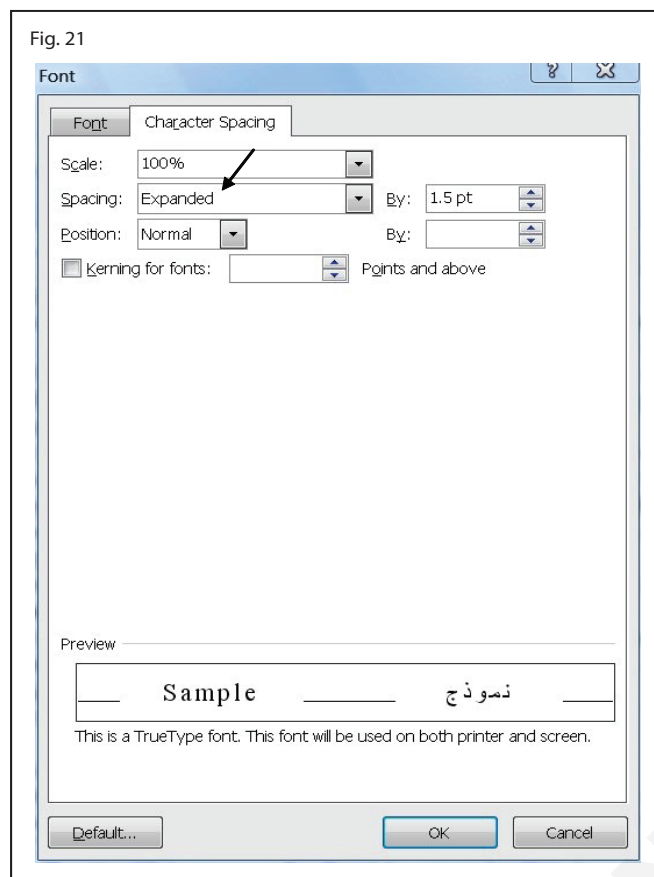 Fig. 21
Font
Font Character Spacing
Scale: 100%
Spacing: Expanded By: 1.5 pt
Position: Normal By:
Kerning for fonts: Points and above
Preview
Sample نموذج
This is a TrueType font. This font will be used on both printer and screen.
Default... OK Cancel